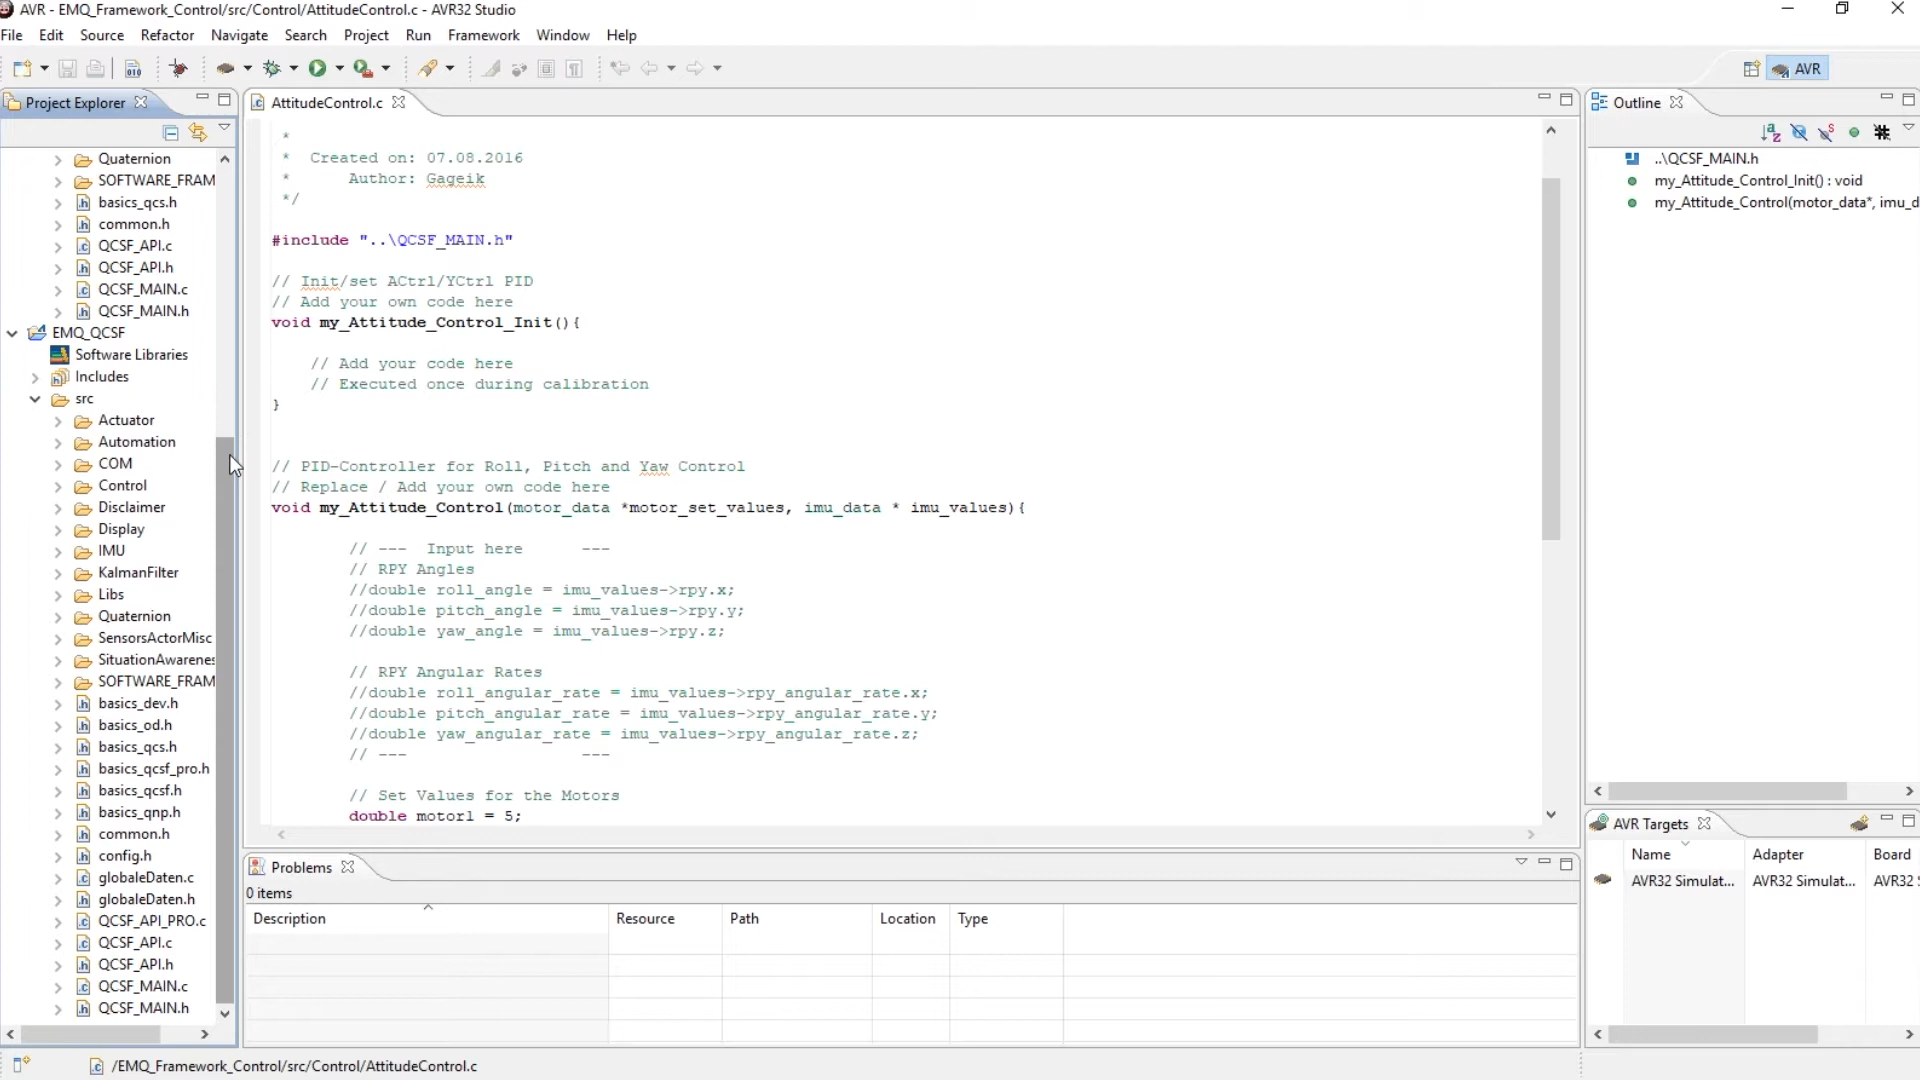 AVR - EMQ_Framework_Control/src/Control/AttitudeControl.c - AVR32 Studio
File Edit Source Refactor Navigate Search Project Run Framework Window Help
AVR
Project Explorer
Quaternion
SOFTWARE_FRAM
basics_qcs.h
common.h
QCSF_API.c
QCSF_API.h
QCSF_MAIN.c
QCSF_MAIN.h
EMQ_QCSF
Software Libraries
Includes
src
Actuator
Automation
COM
Control
Disclaimer
Display
IMU
KalmanFilter
Libs
Quaternion
SensorsActorMisc
SituationAwarenes
SOFTWARE_FRAM
basics_dev.h
basics_od.h
basics_qcs.h
basics_qcsf_pro.h
basics_qcsf.h
basics_qnp.h
common.h
config.h
globaleDaten.c
globaleDaten.h
QCSF_API_PRO.c
QCSF_API.c
QCSF_API.h
QCSF_MAIN.c
QCSF_MAIN.h
AttitudeControl.c
*
* Created on: 07.08.2016
* Author: Gageik
*/
#include "..\QCSF_MAIN.h"
// Init/set ACtrl/YCtrl PID
// Add your own code here
void my_Attitude_Control_Init(){
// Add your code here
// Executed once during calibration
}
// PID-Controller for Roll, Pitch and Yaw Control
// Replace / Add your own code here
void my_Attitude_Control(motor_data *motor_set_values, imu_data * imu_values){
// --- Input here ---
// RPY Angles
//double roll_angle = imu_values->rpy.x;
//double pitch_angle = imu_values->rpy.y;
//double yaw_angle = imu_values->rpy.z;
// RPY Angular Rates
//double roll_angular_rate = imu_values->rpy_angular_rate.x;
//double pitch_angular_rate = imu_values->rpy_angular_rate.y;
//double yaw_angular_rate = imu_values->rpy_angular_rate.z;
// --- ---
// Set Values for the Motors
double motor1 = 5;
Problems
0 items
Description Resource Path Location Type
Outline
..\QCSF_MAIN.h
my_Attitude_Control_Init() : void
my_Attitude_Control(motor_data*, imu_d
AVR Targets
Name Adapter Board
AVR32 Simulat... AVR32 Simulat... AVR32 S
/EMQ_Framework_Control/src/Control/AttitudeControl.c